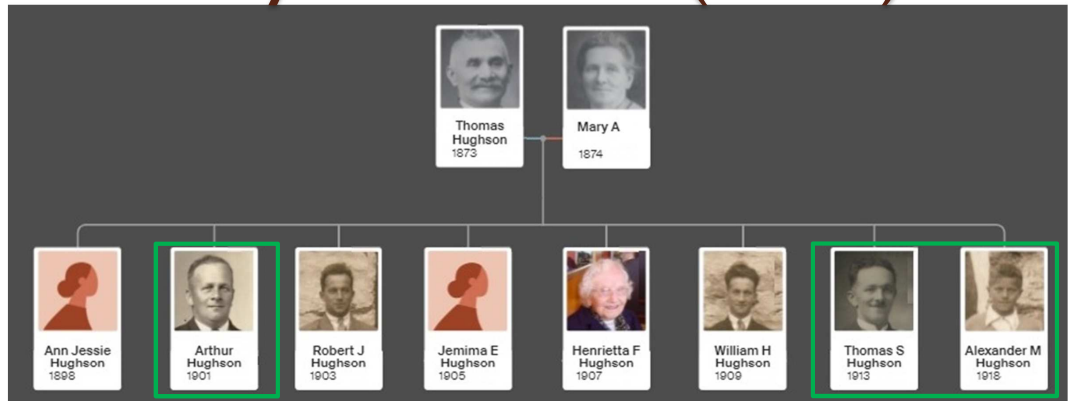 Thomas
Hughson
1873
Mary A
1874
Ann Jessie
Hughson
1898
Arthur
Hughson
1901
Robert J
Hughson
1903
Jemima E
Hughson
1905
Henrietta F
Hughson
1907
William H
Hughson
1909
Thomas S
Hughson
1913
Alexander M
Hughson
1918